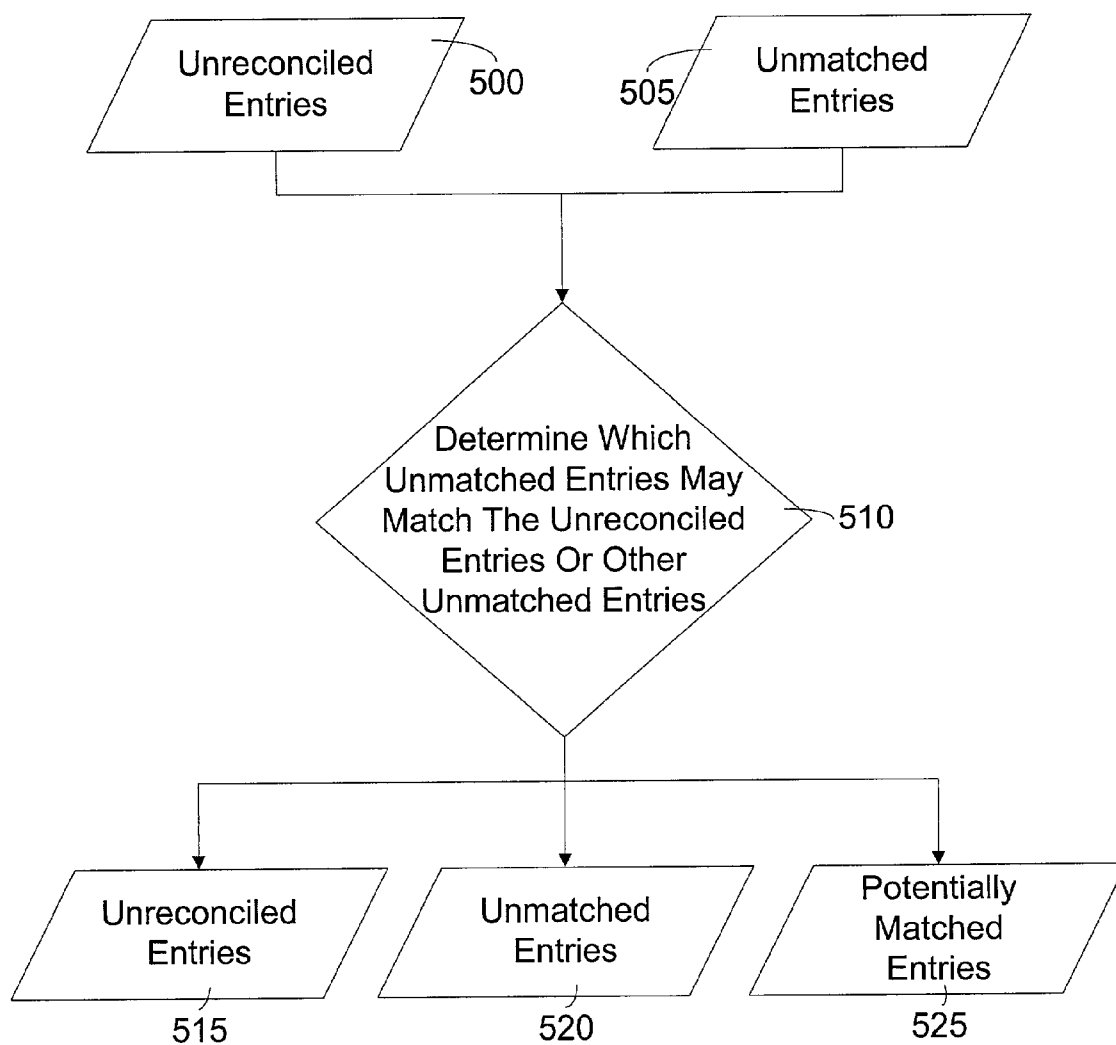 Unreconciled
Entries
500
505
Unmatched
Entries
Determine Which
Unmatched Entries May
Match The Unreconciled
Entries Or Other
Unmatched Entries
510
Unreconciled
Entries
515
Unmatched
Entries
520
Potentially
Matched
Entries
525